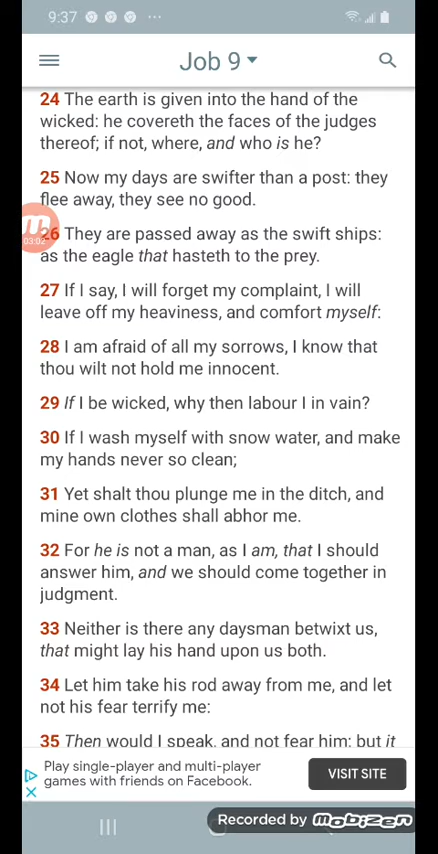 9:37
Job 9
24 The earth is given into the hand of the
wicked: he covereth the faces of the judges
thereof; if not, where, and who is he?
25 Now my days are swifter than a post: they
flee away, they see no good.
26 They are passed away as the swift ships:
as the eagle that hasteth to the prey.
03:02
27 If I say, I will forget my complaint, I will
leave off my heaviness, and comfort myself:
28 I am afraid of all my sorrows, I know that
thou wilt not hold me innocent.
29 If I be wicked, why then labour I in vain?
30 If I wash myself with snow water, and make
my hands never so clean;
31 Yet shalt thou plunge me in the ditch, and
mine own clothes shall abhor me.
32 For he is not a man, as I am, that I should
answer him, and we should come together in
judgment.
33 Neither is there any daysman betwixt us,
that might lay his hand upon us both.
34 Let him take his rod away from me, and let
not his fear terrify me:
35 Then would I speak, and not fear him; but it
Play single-player and multi-player
games with friends on Facebook.
VISIT SITE
Recorded by mobizen